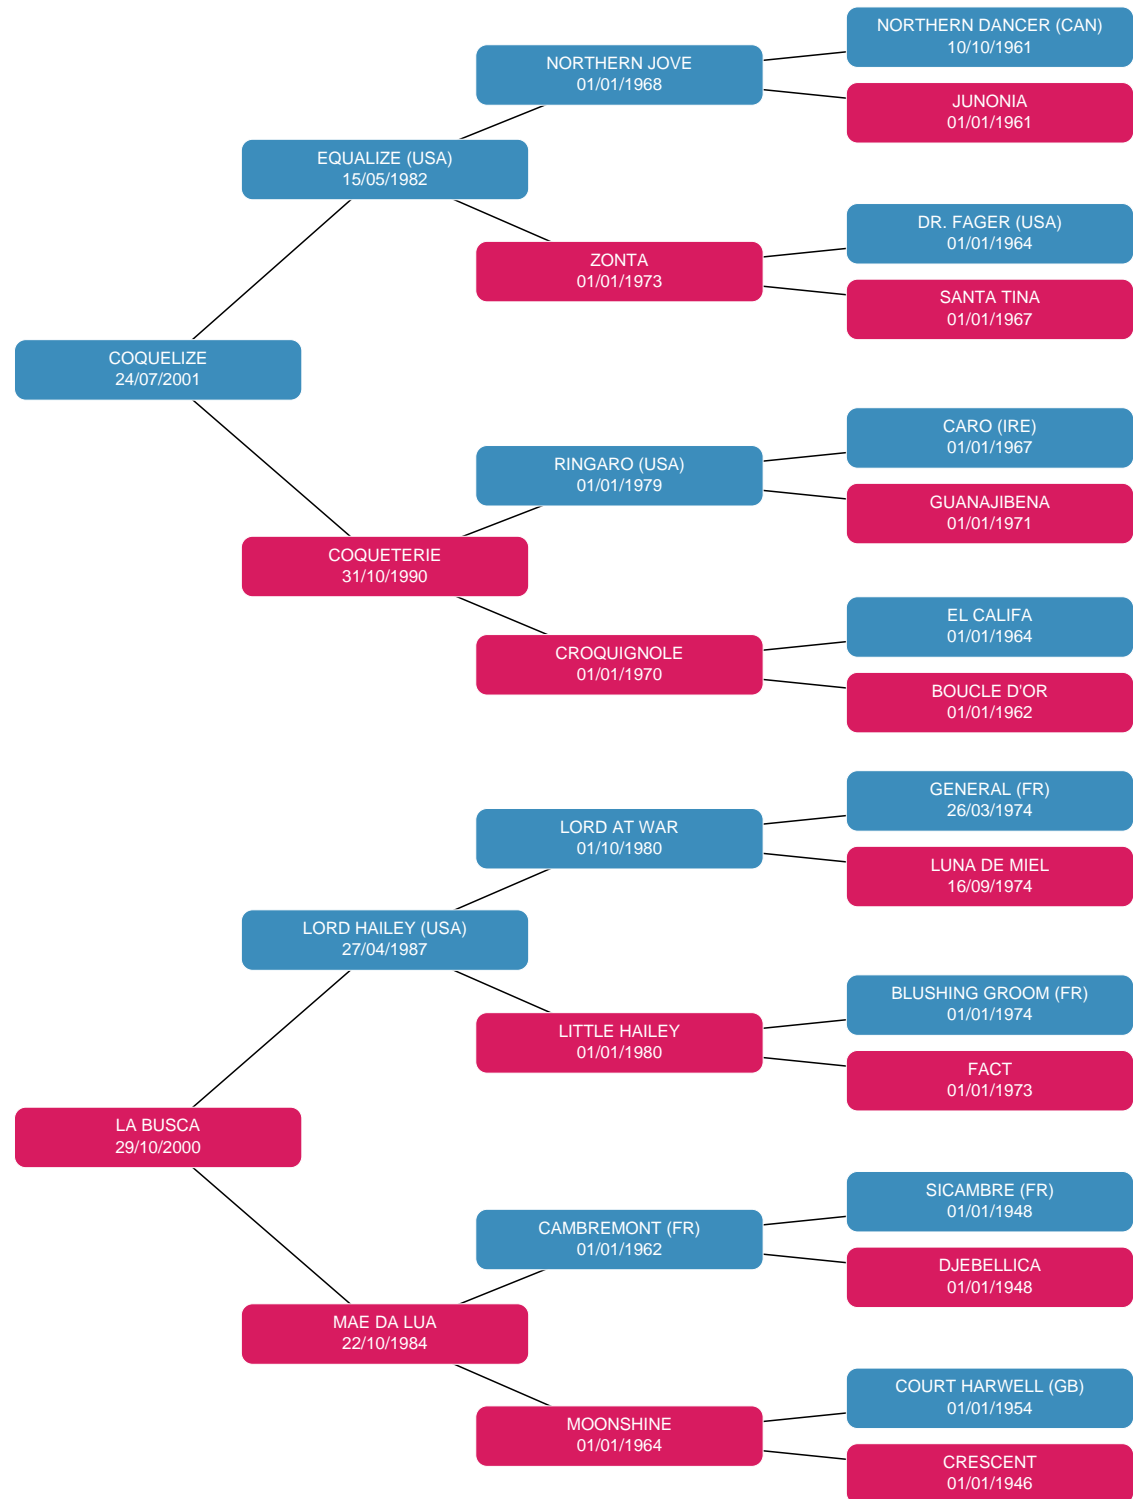 NORTHERN DANCER (CAN)
10/10/1961
NORTHERN JOVE
01/01/1968
JUNONIA
01/01/1961
EQUALIZE (USA)
15/05/1982
DR. FAGER (USA)
01/01/1964
ZONTA
01/01/1973
SANTA TINA
01/01/1967
COQUELIZE
24/07/2001
CARO (IRE)
01/01/1967
RINGARO (USA)
01/01/1979
GUANAJIBENA
01/01/1971
COQUETERIE
31/10/1990
EL CALIFA
01/01/1964
CROQUIGNOLE
01/01/1970
BOUCLE D'OR
01/01/1962
GENERAL (FR)
26/03/1974
LORD AT WAR
01/10/1980
LUNA DE MIEL
16/09/1974
LORD HAILEY (USA)
27/04/1987
BLUSHING GROOM (FR)
01/01/1974
LITTLE HAILEY
01/01/1980
FACT
01/01/1973
LA BUSCA
29/10/2000
SICAMBRE (FR)
01/01/1948
CAMBREMONT (FR)
01/01/1962
DJEBELLICA
01/01/1948
MAE DA LUA
22/10/1984
COURT HARWELL (GB)
01/01/1954
MOONSHINE
01/01/1964
CRESCENT
01/01/1946